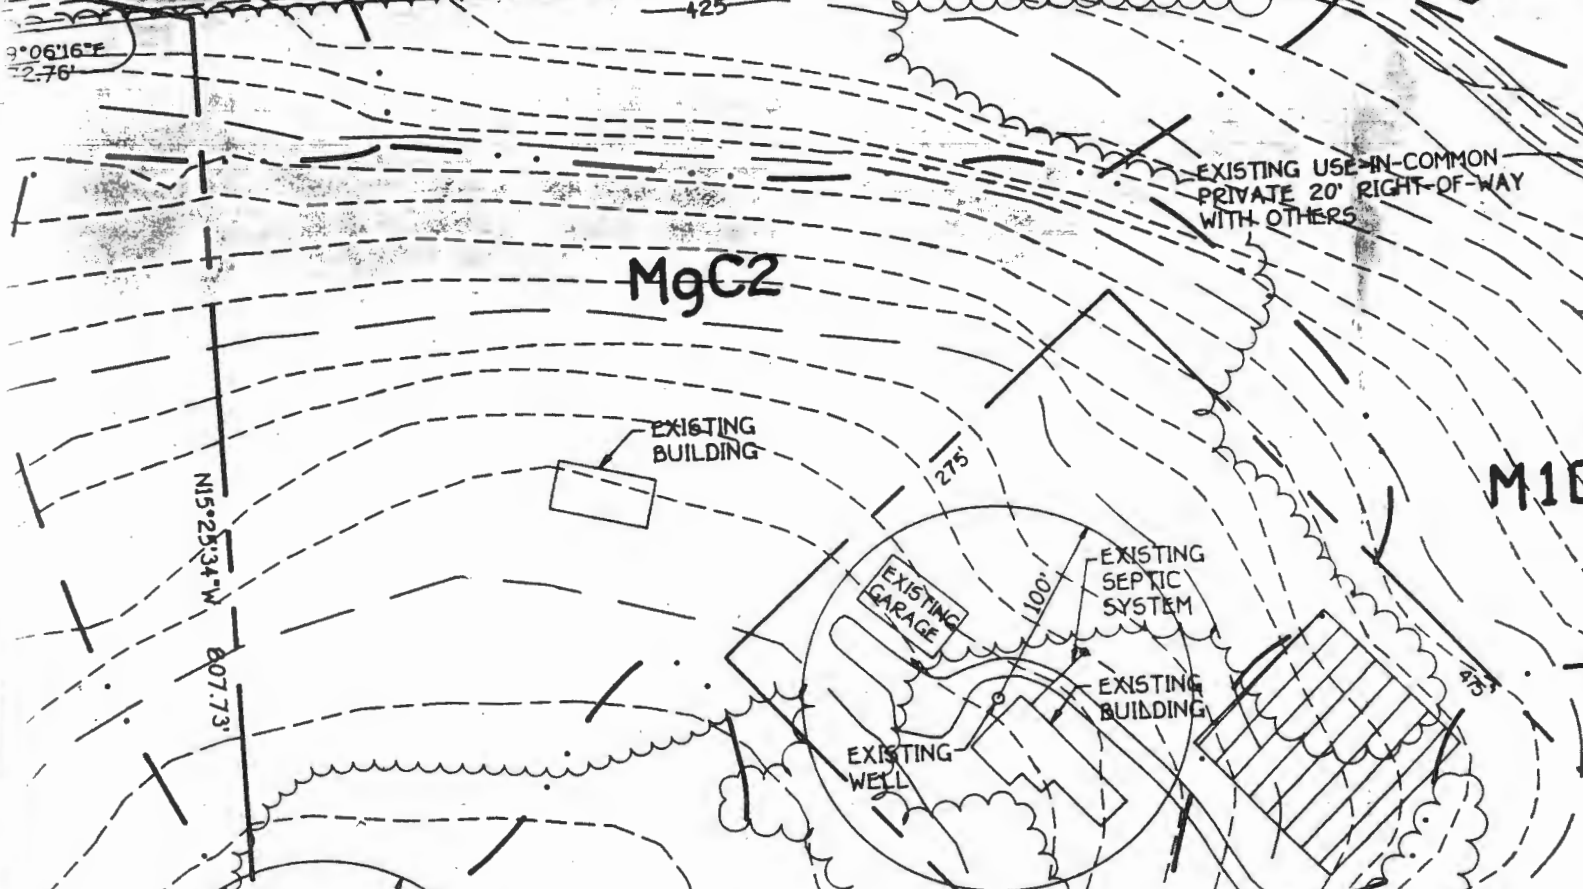 425
9°06'16"E
2.76'
EXISTING USE-IN-COMMON
PRIVATE 20' RIGHT-OF-WAY
WITH OTHERS
MgC2
EXISTING
BUILDING
275'
N15°25'34"W 807.73'
EXISTING
GARAGE
100'
EXISTING
SEPTIC
SYSTEM
EXISTING
BUILDING
EXISTING
WELL
475